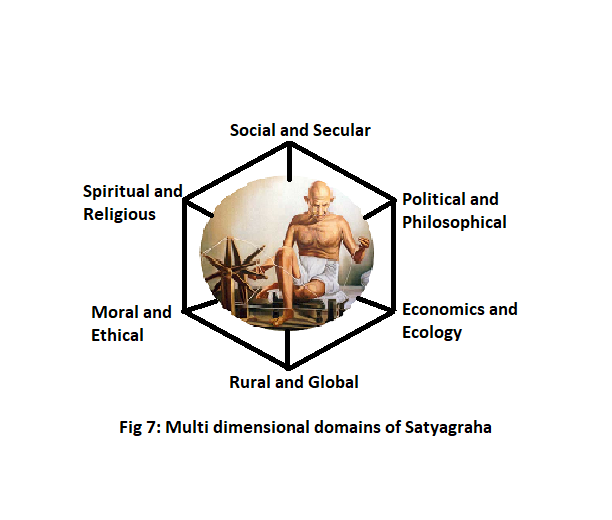 Social and Secular
Spiritual and
Religious
Political and
Philosophical
Moral and
Ethical
Economics and
Ecology
Rural and Global
Fig 7: Multi dimensional domains of Satyagraha